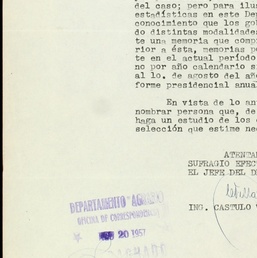 del caso; pero para ilu
estadísticas en este De
conocimiento que los go
do distintas modalidade
te una memoria que comp
rior a ésta, memorias p
te en el actual período
no por año calendario s
al lo. de agosto del añ
forme presidencial anua
En vista de lo an
nombrar persona que, de
haga un estudio de los
selección que estime ne
ATENTA
SUFRAGIO EFEC
EL JEFE DEL D
ING. CASTULO
DEPARTAMENTO
OFICINA DE CORRESPONDENCIA
20 1957